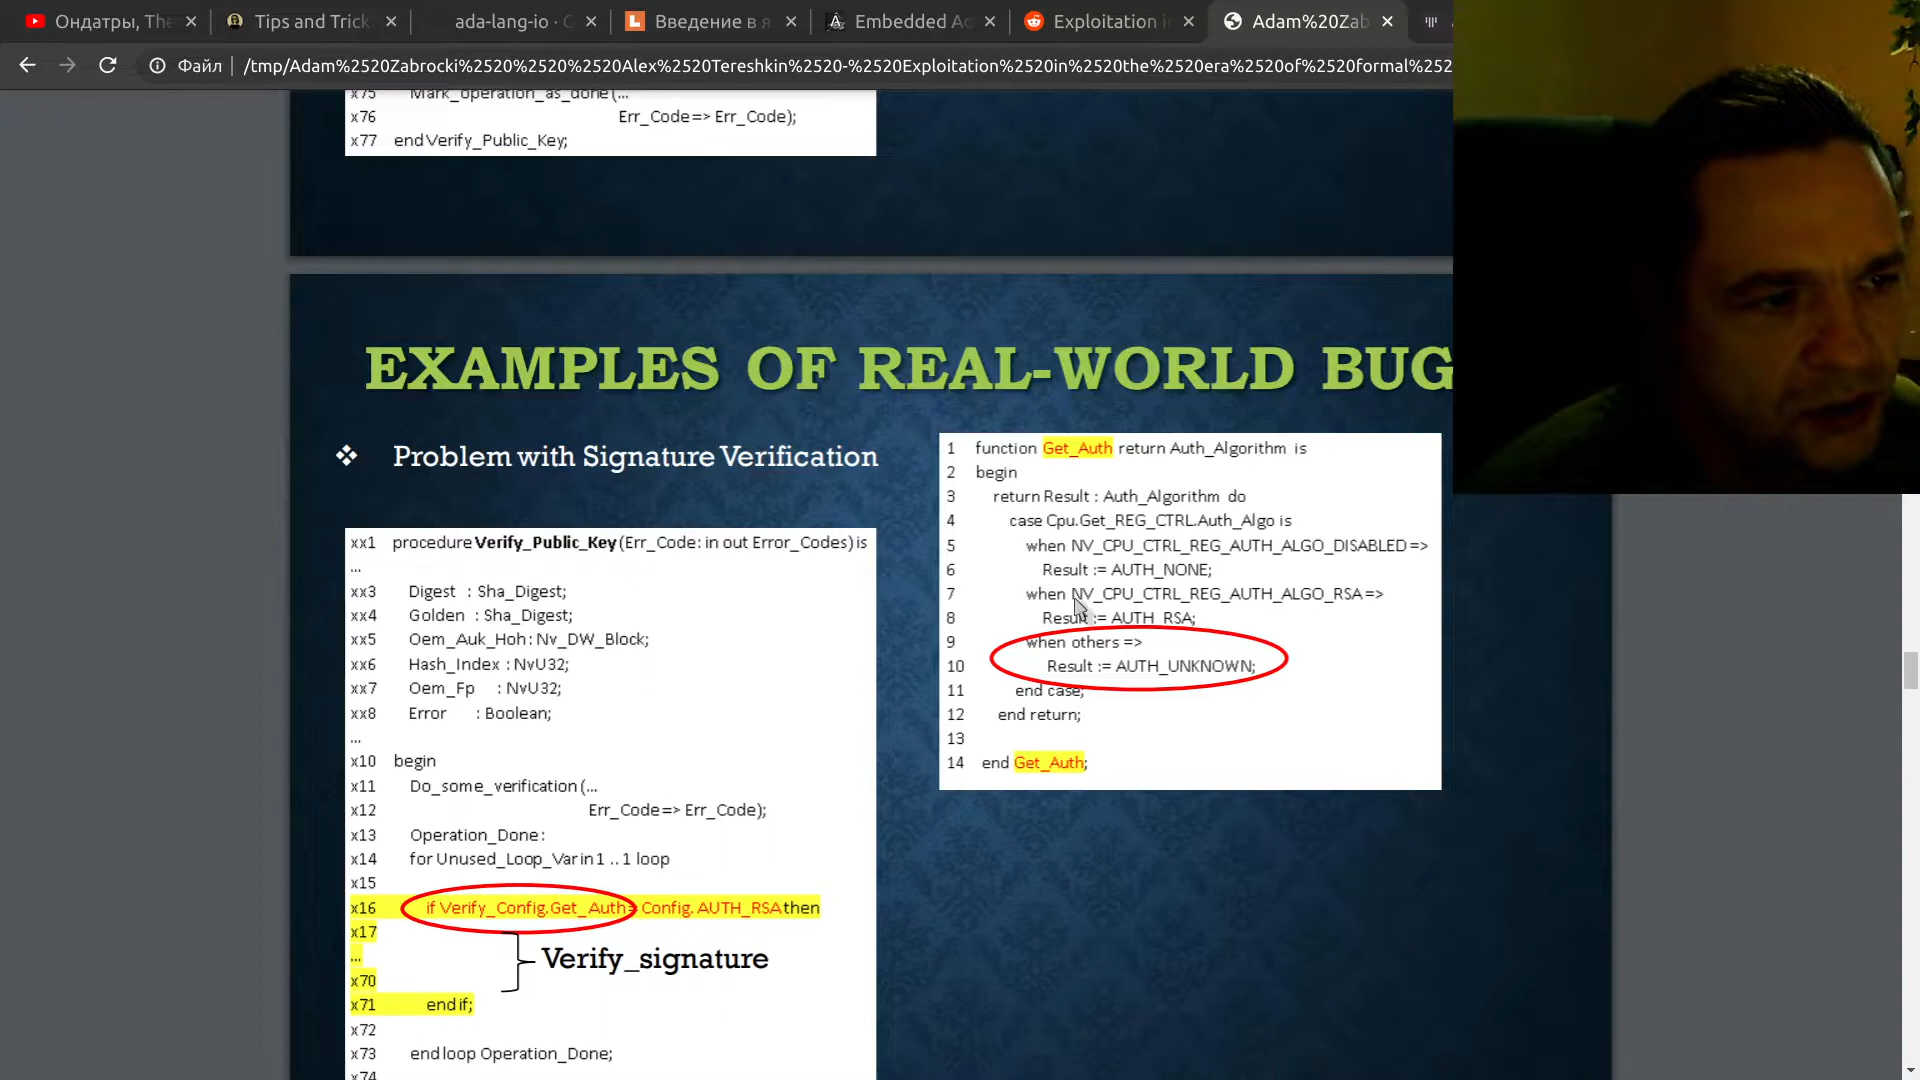 Ондатры, The
Tips and Trick
ada-lang-io · C
Введение в я
Embedded Ad
Exploitation i
Adam%20Zab
Файл
/tmp/Adam%2520Zabrocki%2520%2520%2520Alex%2520Tereshkin%2520-%2520Exploitation%2520in%2520the%2520era%2520of%2520formal%252
x75 Mark_operation_as_done (...
x76 Err_Code => Err_Code);
x77 end Verify_Public_Key;
EXAMPLES OF REAL-WORLD BUG
❖ Problem with Signature Verification
xx1 procedure Verify_Public_Key (Err_Code: in out Error_Codes) is
...
xx3 Digest : Sha_Digest;
xx4 Golden : Sha_Digest;
xx5 Oem_Auk_Hoh: Nv_DW_Block;
xx6 Hash_Index : NvU32;
xx7 Oem_Fp : NvU32;
xx8 Error : Boolean;
...
x10 begin
x11 Do_some_verification (...
x12 Err_Code => Err_Code);
x13 Operation_Done:
x14 for Unused_Loop_Var in 1 .. 1 loop
x15
x16 if Verify_Config.Get_Auth = Config. AUTH_RSA then
x17
...
Verify_signature
x70
x71 end if;
x72
x73 end loop Operation_Done;
x74
1 function Get_Auth return Auth_Algorithm is
2 begin
3 return Result : Auth_Algorithm do
4 case Cpu.Get_REG_CTRL.Auth_Algo is
5 when NV_CPU_CTRL_REG_AUTH_ALGO_DISABLED =>
6 Result := AUTH_NONE;
7 when NV_CPU_CTRL_REG_AUTH_ALGO_RSA =>
8 Result := AUTH_RSA;
9 when others =>
10 Result := AUTH_UNKNOWN;
11 end case;
12 end return;
13
14 end Get_Auth;